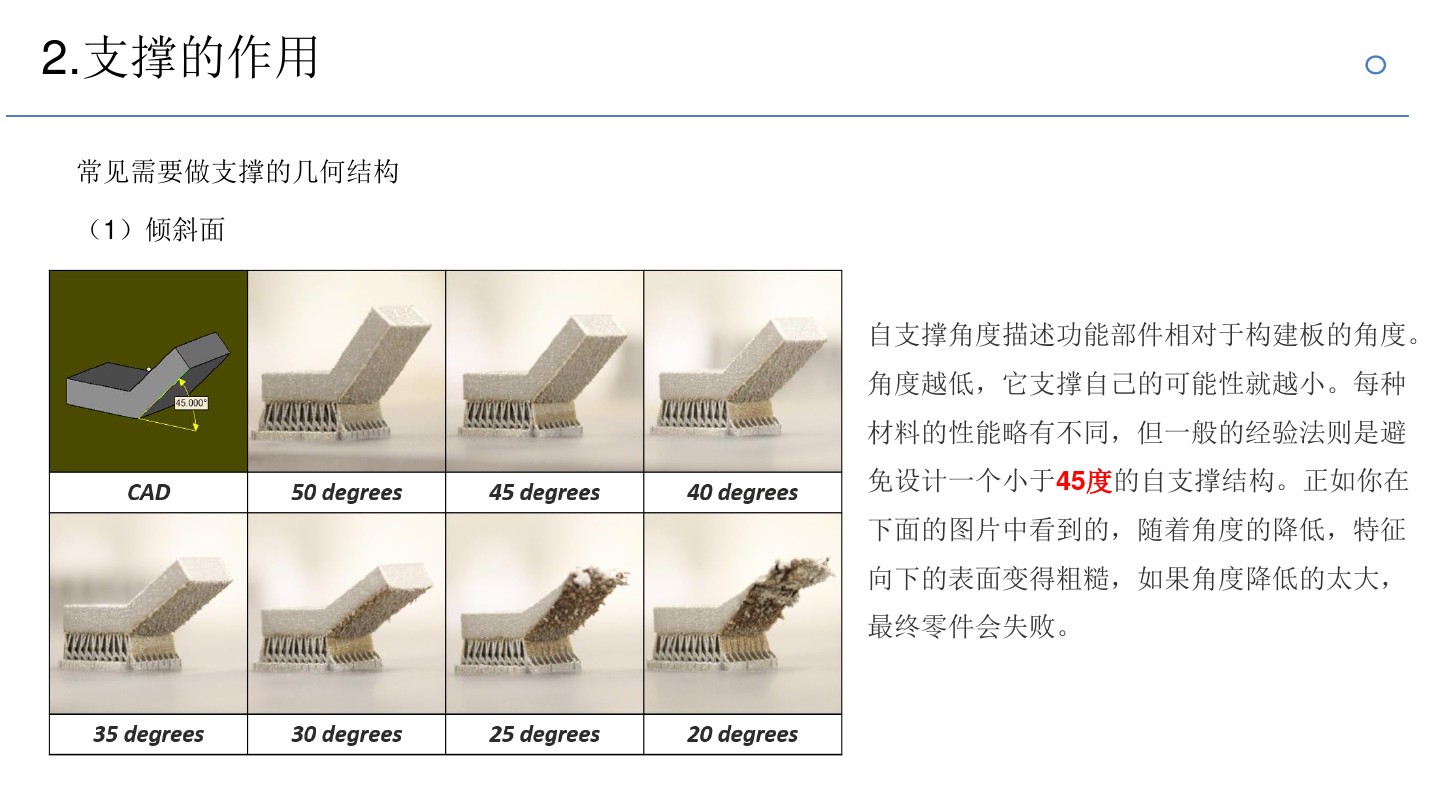 2.支撑的作用
常见需要做支撑的几何结构
（1）倾斜面
45.000°
CAD
50 degrees
45 degrees
40 degrees
35 degrees
30 degrees
25 degrees
20 degrees
自支撑角度描述功能部件相对于构建板的角度。
角度越低，它支撑自己的可能性就越小。每种
材料的性能略有不同，但一般的经验法则是避
免设计一个小于45度的自支撑结构。正如你在
下面的图片中看到的，随着角度的降低，特征
向下的表面变得粗糙，如果角度降低的太大，
最终零件会失败。